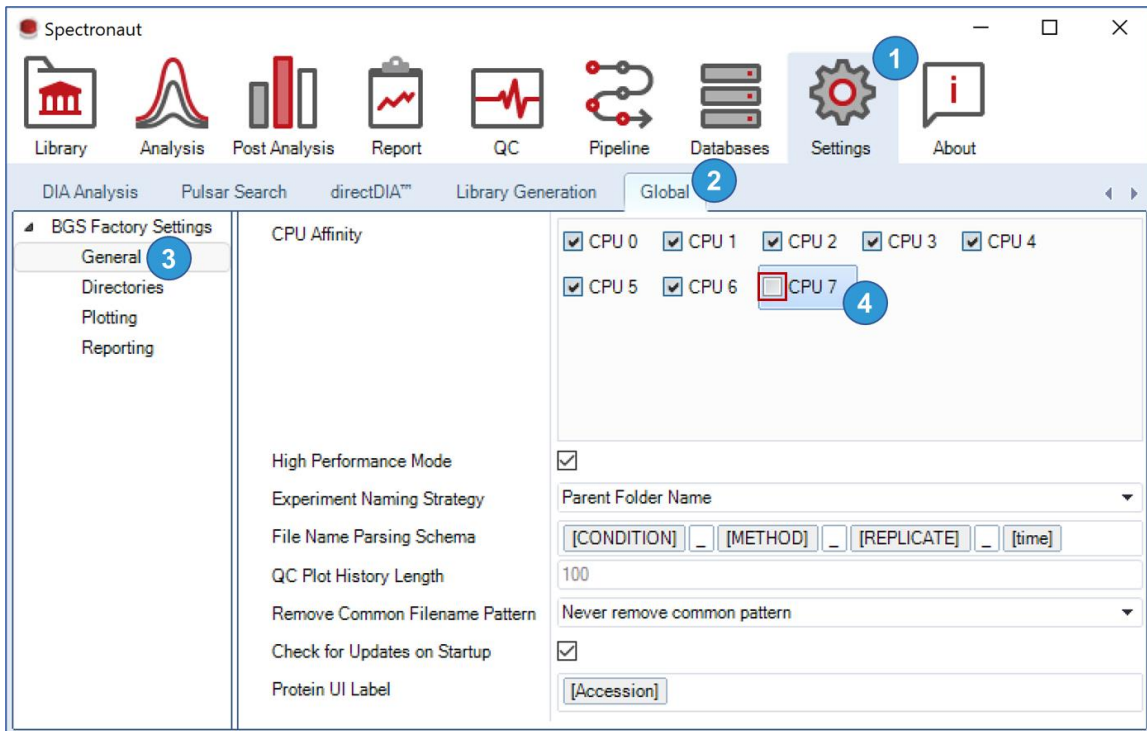 Spectronaut
1
Library Analysis Post Analysis Report QC Pipeline Databases Settings About
2
DIA Analysis Pulsar Search directDIA™ Library Generation Global
BGS Factory Settings
General 3
Directories
Plotting
Reporting
CPU Affinity
CPU 0 CPU 1 CPU 2 CPU 3 CPU 4
CPU 5 CPU 6 CPU 7
4
High Performance Mode
Experiment Naming Strategy Parent Folder Name
File Name Parsing Schema [CONDITION] _ [METHOD] _ [REPLICATE] _ [time]
QC Plot History Length 100
Remove Common Filename Pattern Never remove common pattern
Check for Updates on Startup
Protein UI Label [Accession]